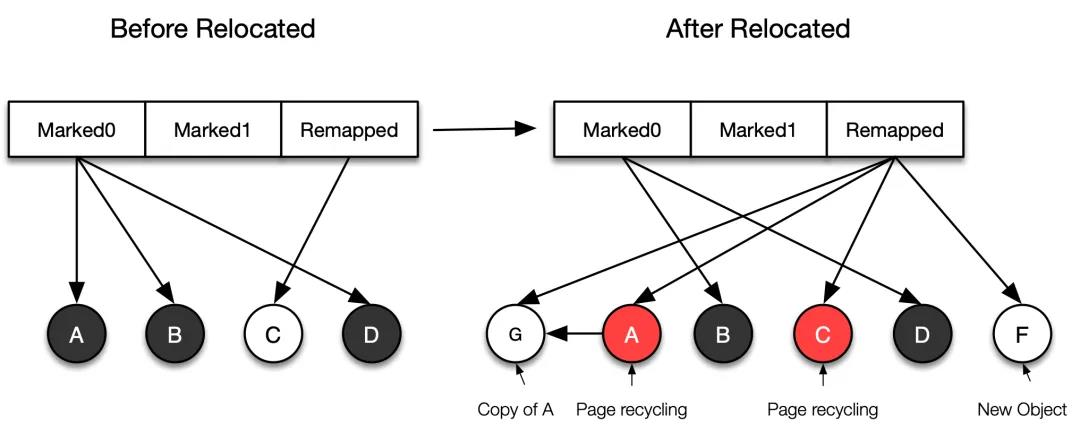 Before Relocated
After Relocated
Marked0 Marked1 Remapped
Marked0 Marked1 Remapped
A B C D
G A B C D F
Copy of A Page recycling Page recycling New Object